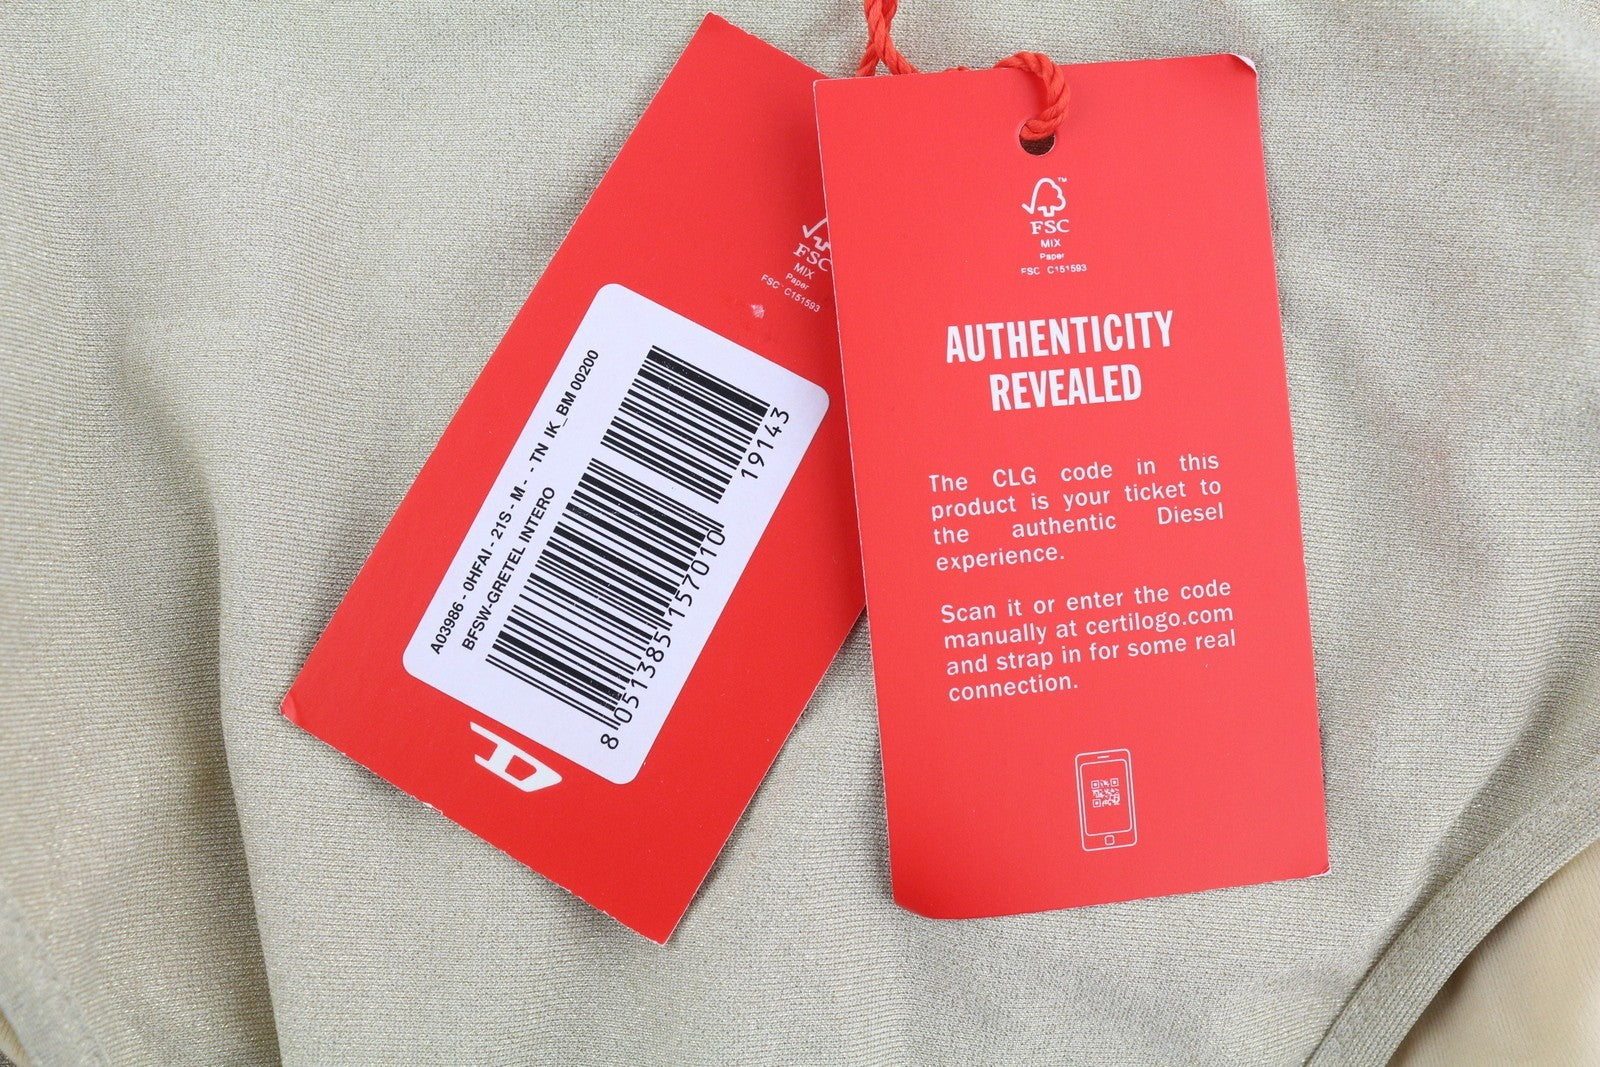 FSC
MIX
Paper
FSC C151593
A03986 - 0HFAI - 21S - M - - TN IK_BM 00200
BFSW-GRETEL INTERO
19143
8 051385 157010
TM
FSC
MIX
Paper
FSC C151593
AUTHENTICITY
REVEALED
The CLG code in this
product is your ticket to
the authentic Diesel
experience.
Scan it or enter the code
manually at certilogo.com
and strap in for some real
connection.